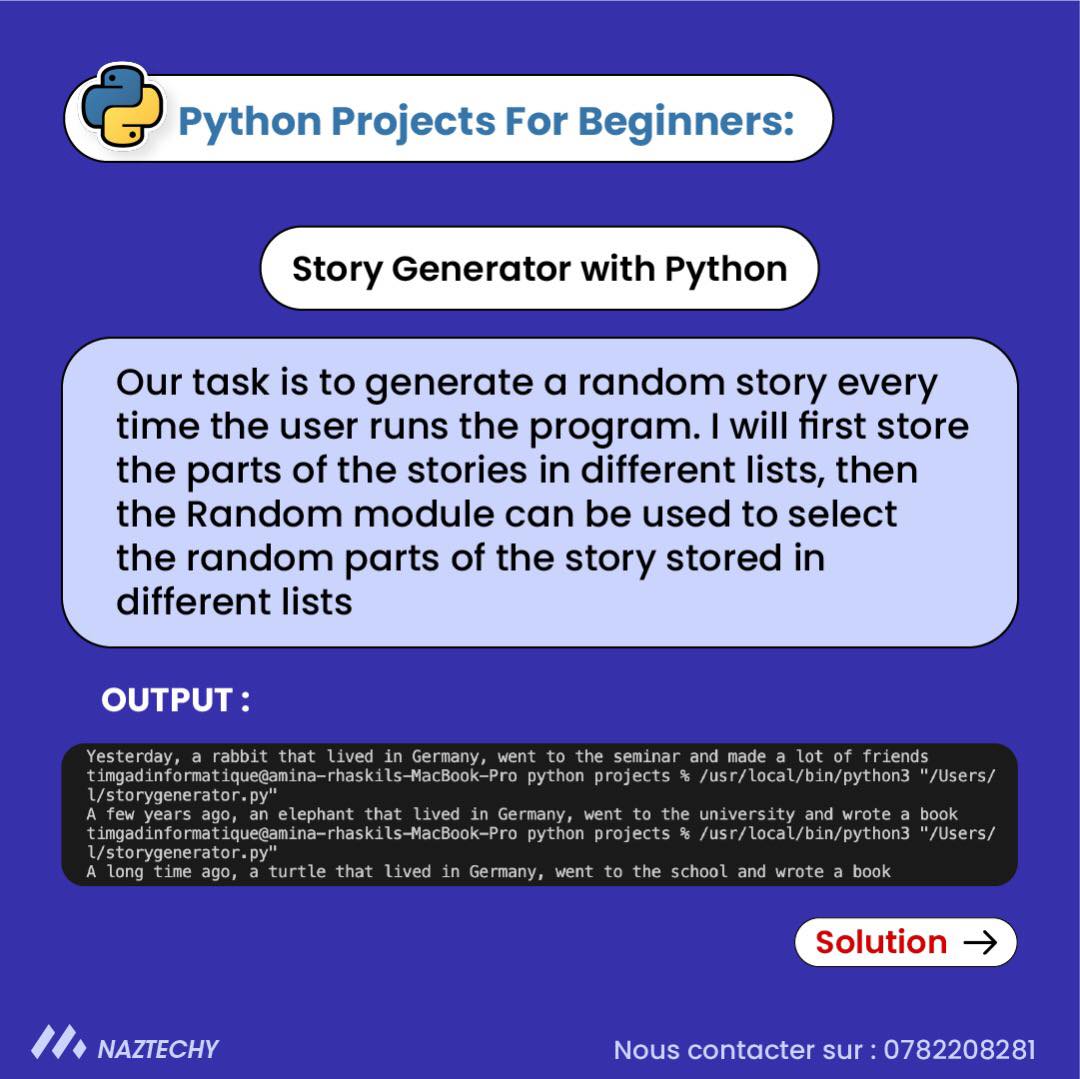 Python Projects For Beginners:
Story Generator with Python
Our task is to generate a random story every
time the user runs the program. I will first store
the parts of the stories in different lists, then
the Random module can be used to select
the random parts of the story stored in
different lists
OUTPUT :
Yesterday, a rabbit that lived in Germany, went to the seminar and made a lot of friends
timgadinformatique@amina-rhaskils-MacBook-Pro python projects % /usr/local/bin/python3 "/Users/
l/storygenerator.py"
A few years ago, an elephant that lived in Germany, went to the university and wrote a book
timgadinformatique@amina-rhaskils-MacBook-Pro python projects % /usr/local/bin/python3 "/Users/
l/storygenerator.py"
A long time ago, a turtle that lived in Germany, went to the school and wrote a book
Solution →
NAZTECHY
Nous contacter sur : 0782208281